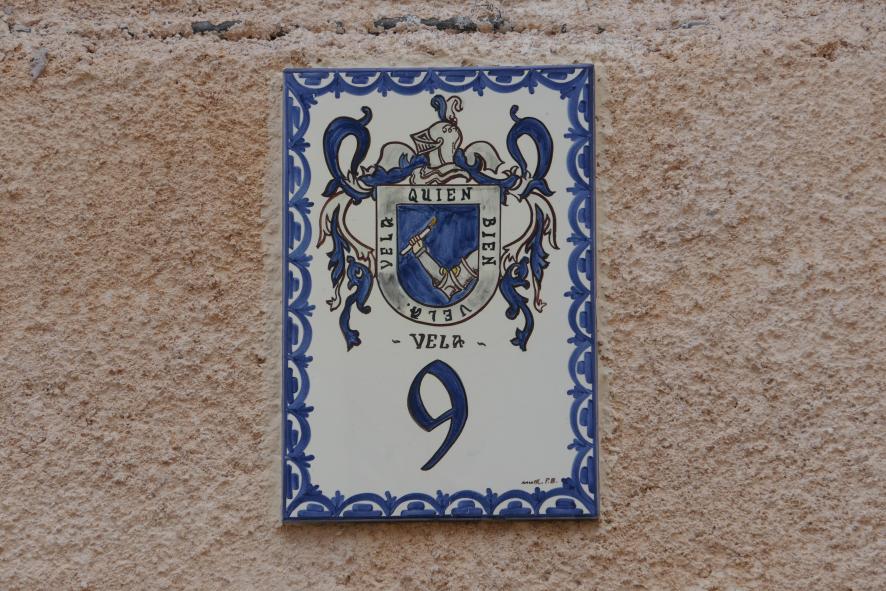 VELA
QUIEN
BIEN
VELA.
- VELA -
9